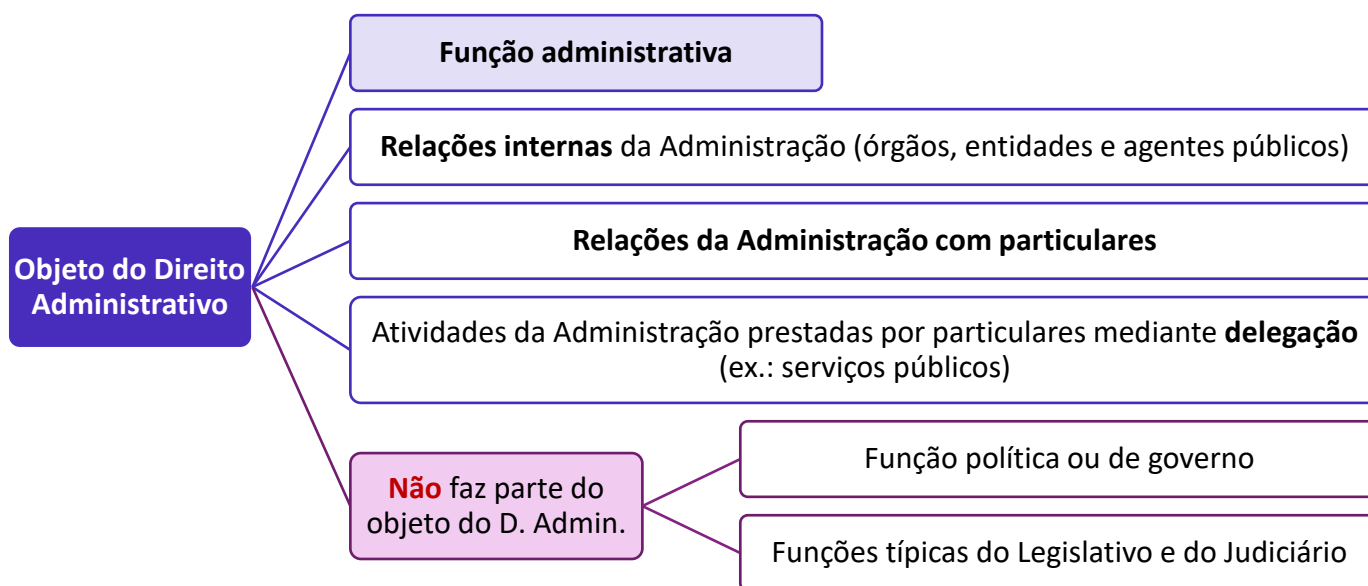 Função administrativa
Relações internas da Administração (órgãos, entidades e agentes públicos)
Objeto do Direito
Administrativo
Relações da Administração com particulares
Atividades da Administração prestadas por particulares mediante delegação
(ex.: serviços públicos)
Não faz parte do
objeto do D. Admin.
Função política ou de governo
Funções típicas do Legislativo e do Judiciário